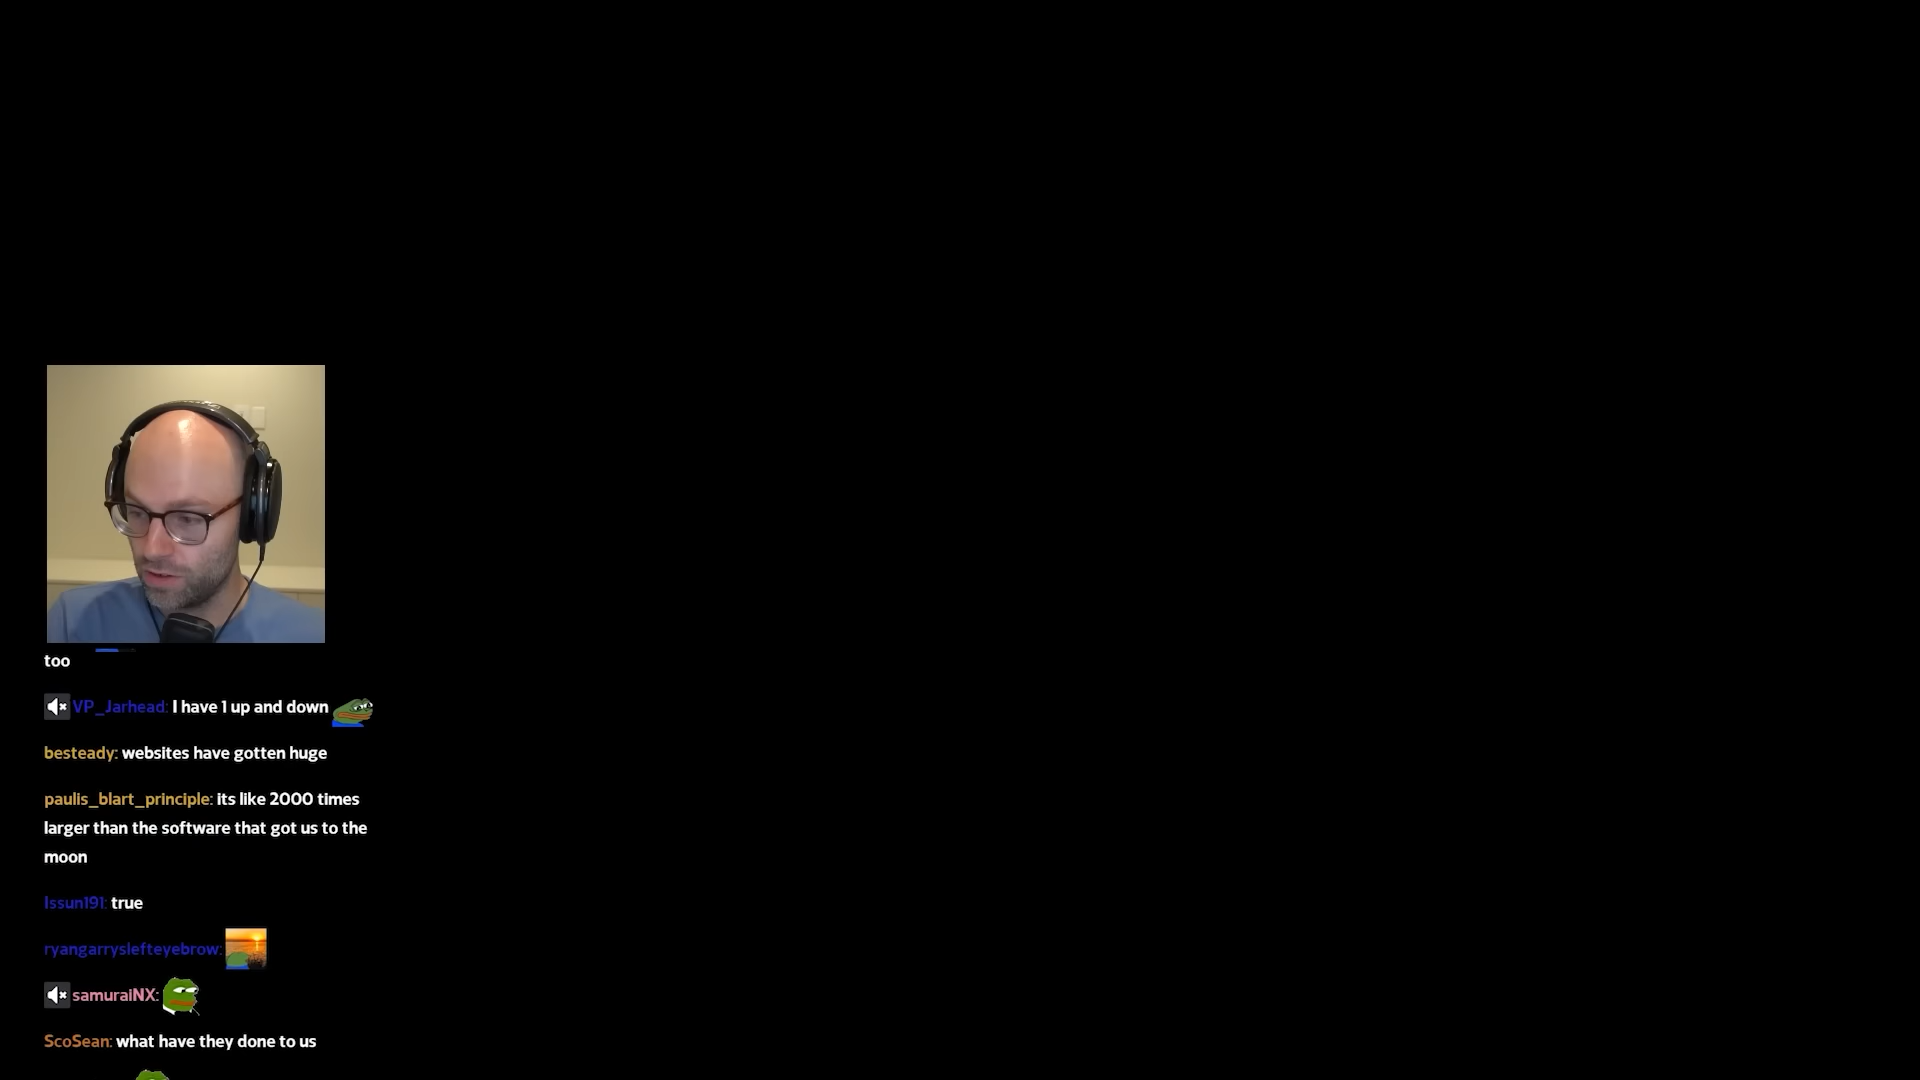 too
VP_Jarhead: I have 1 up and down
besteady: websites have gotten huge
paulis_blart_principle: its like 2000 times
larger than the software that got us to the
moon
Issun191: true
ryangarryslefteyebrow:
samuraiNX:
ScoSean: what have they done to us